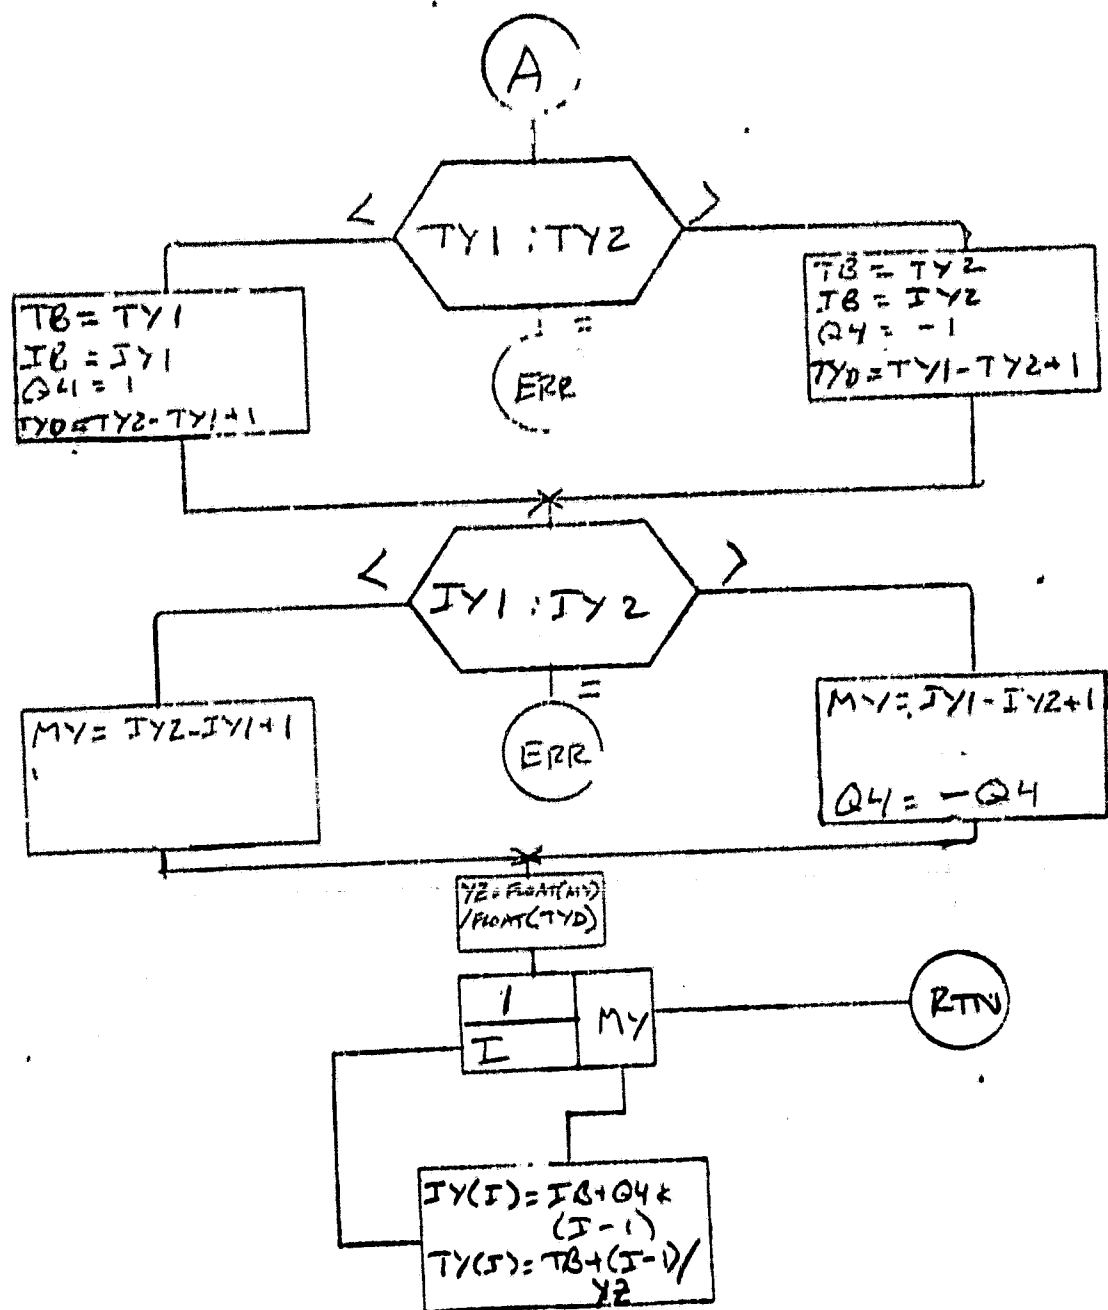 A
<
TY1 : TY2
>
TB = TY1
IB = IY1
Q4 = 1
TYD = TY2 - TY1 + 1
=
ERR
TB = TY2
IB = IY2
Q4 = -1
TYD = TY1 - TY2 + 1
<
IY1 : IY2
>
MY = IY2 - IY1 + 1
=
ERR
MY = IY1 - IY2 + 1
Q4 = -Q4
YZ = FLOAT(MY)
/FLOAT(TYD)
1
I
MY
RTN
IY(I) = IB + Q4 *
(I - 1)
TY(I) = TB + (I - 1) /
YZ